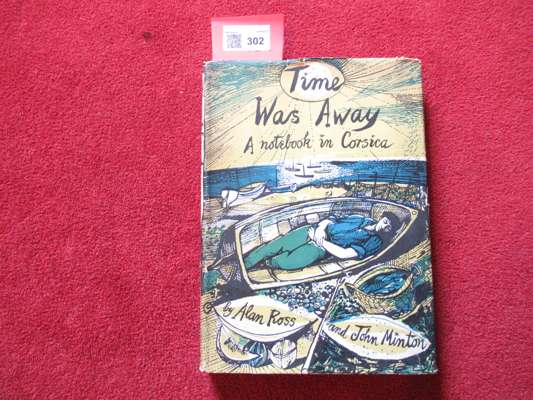 302
Time
Was Away
A notebook in Corsica
by Alan Ross
and John Minton